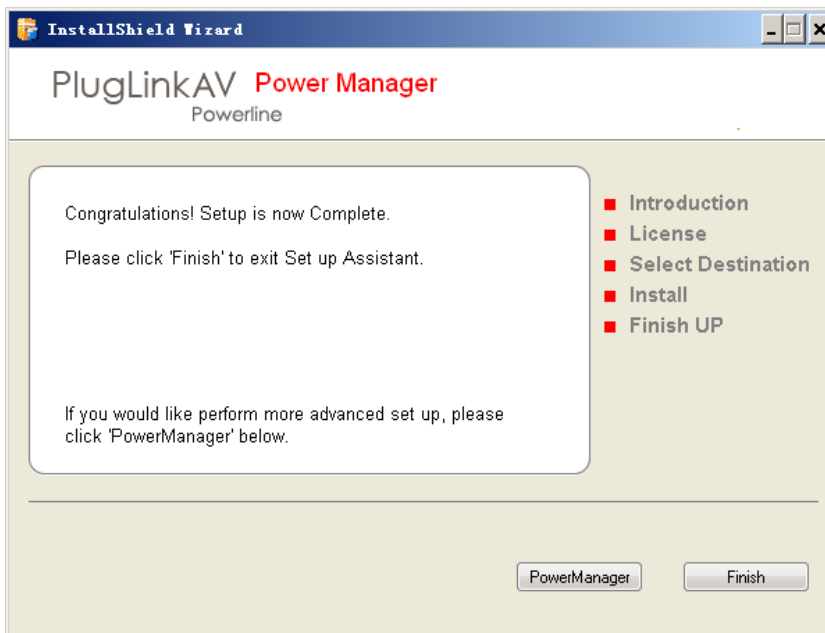 InstallShield Wizard
PlugLinkAV Power Manager
Powerline
Congratulations! Setup is now Complete.
Please click 'Finish' to exit Set up Assistant.
If you would like perform more advanced set up, please
click 'PowerManager' below.
Introduction
License
Select Destination
Install
Finish UP
PowerManager
Finish